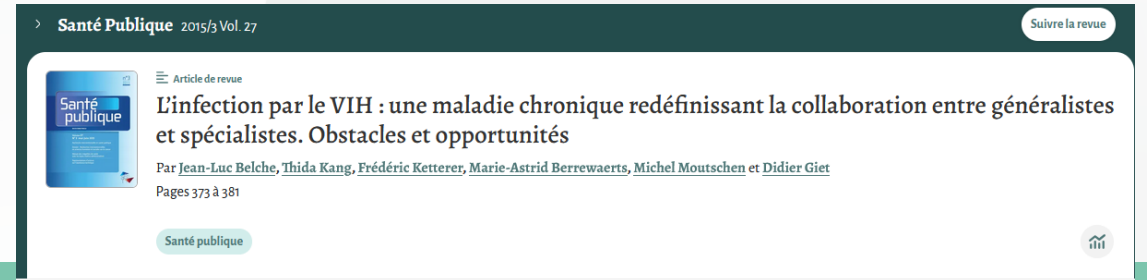 Santé Publique 2015/3 Vol. 27
Suivre la revue
Article de revue
Santé
publique
L'infection par le VIH : une maladie chronique redéfinissant la collaboration entre généralistes
et spécialistes. Obstacles et opportunités
Par Jean-Luc Belche, Thida Kang, Frédéric Ketterer, Marie-Astrid Berrewaerts, Michel Moutschen et Didier Giet
Pages 373 à 381
Santé publique